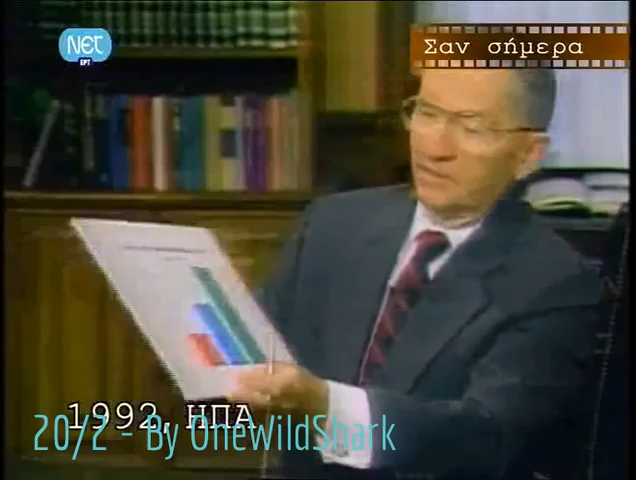 NET
ΕΡΤ
Σαν σήμερα
1992, ΗΠΑ
20/2 - By OneWildShark